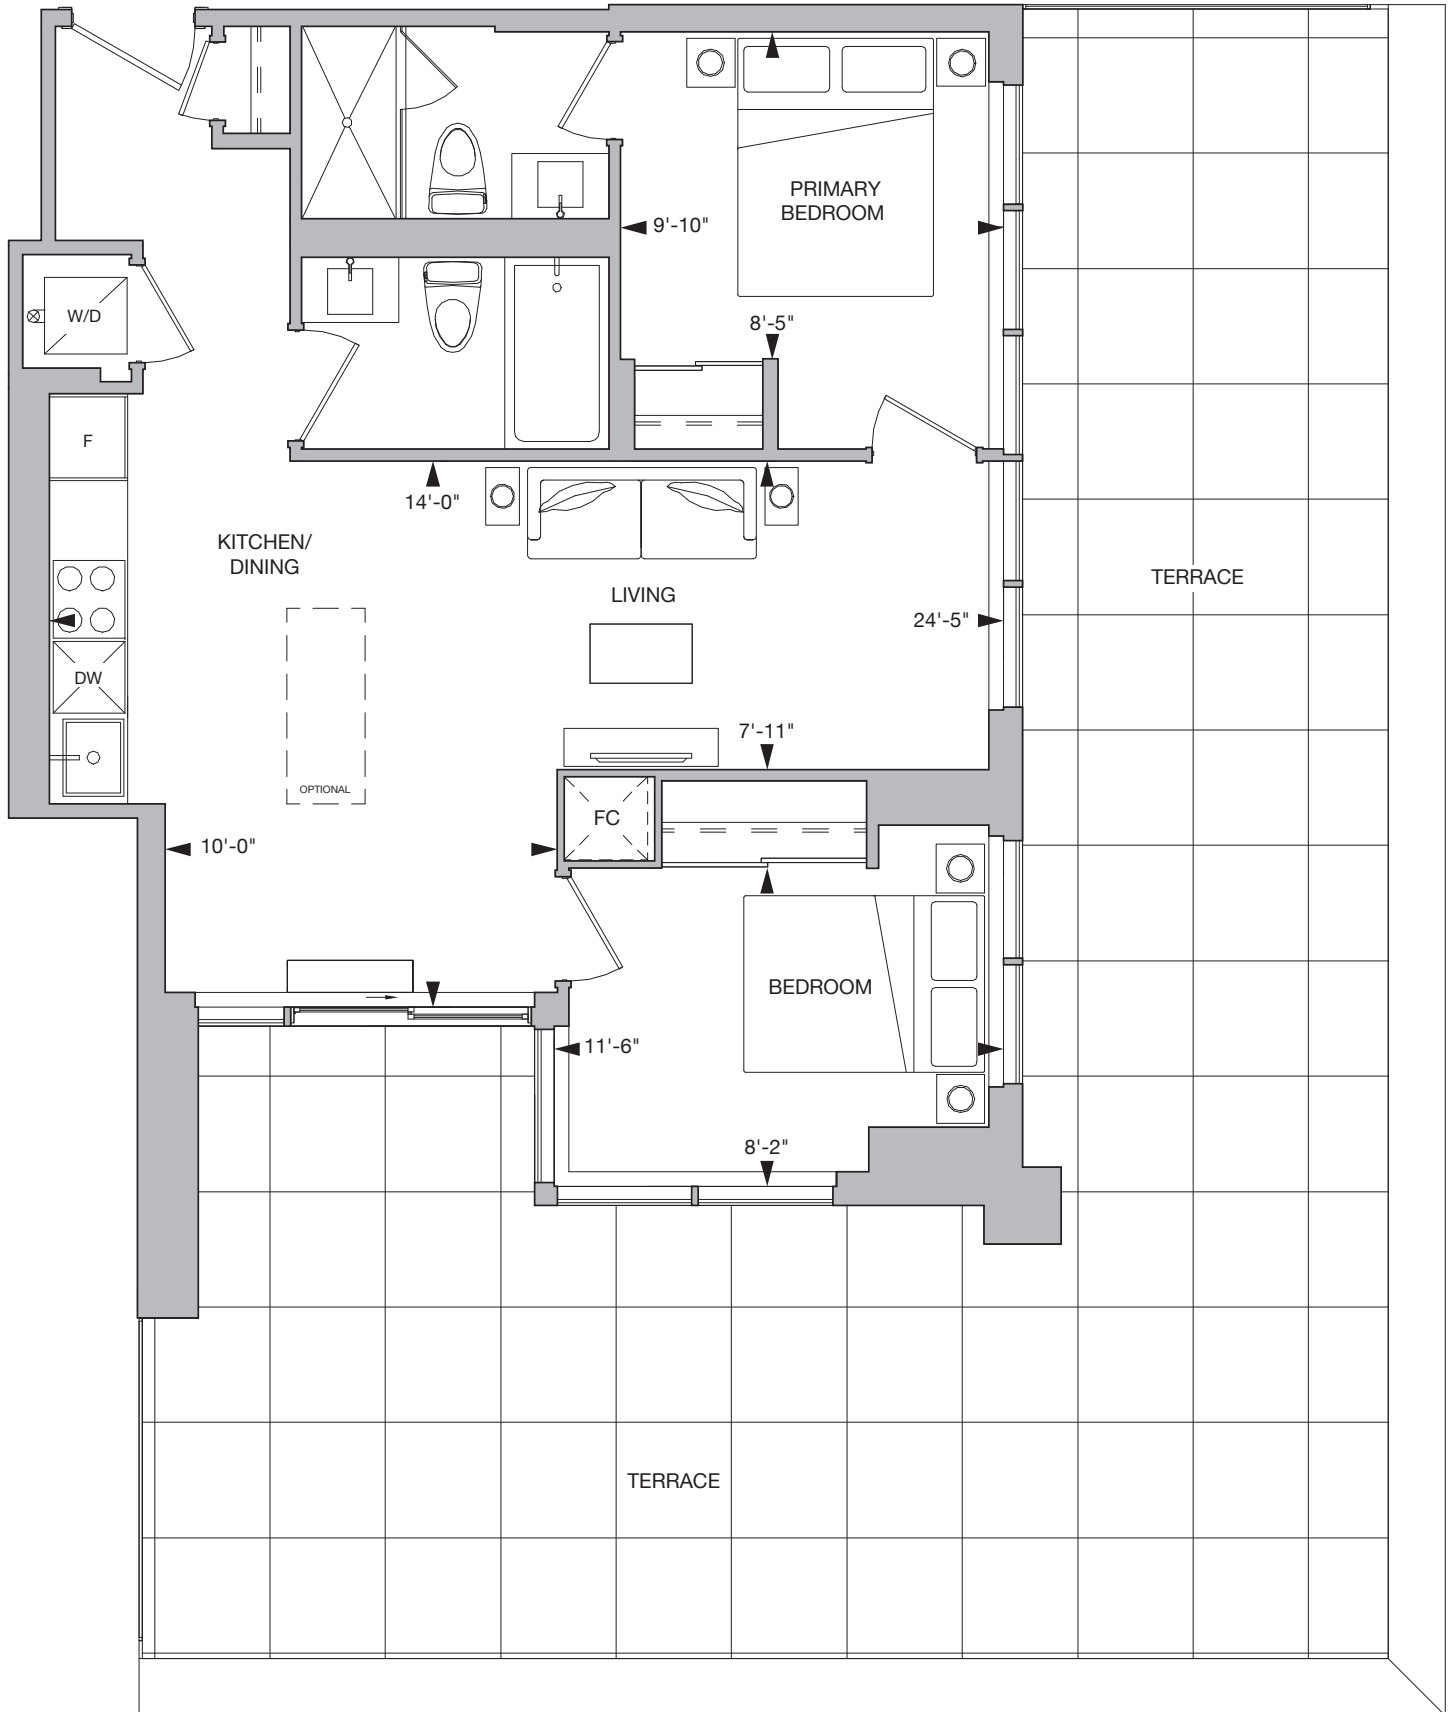 PRIMARY
BEDROOM
9'-10"
W/D
8'-5"
F
14'-0"
KITCHEN/
DINING
LIVING
TERRACE
24'-5"
DW
7'-11"
OPTIONAL
FC
10'-0"
BEDROOM
11'-6"
8'-2"
TERRACE